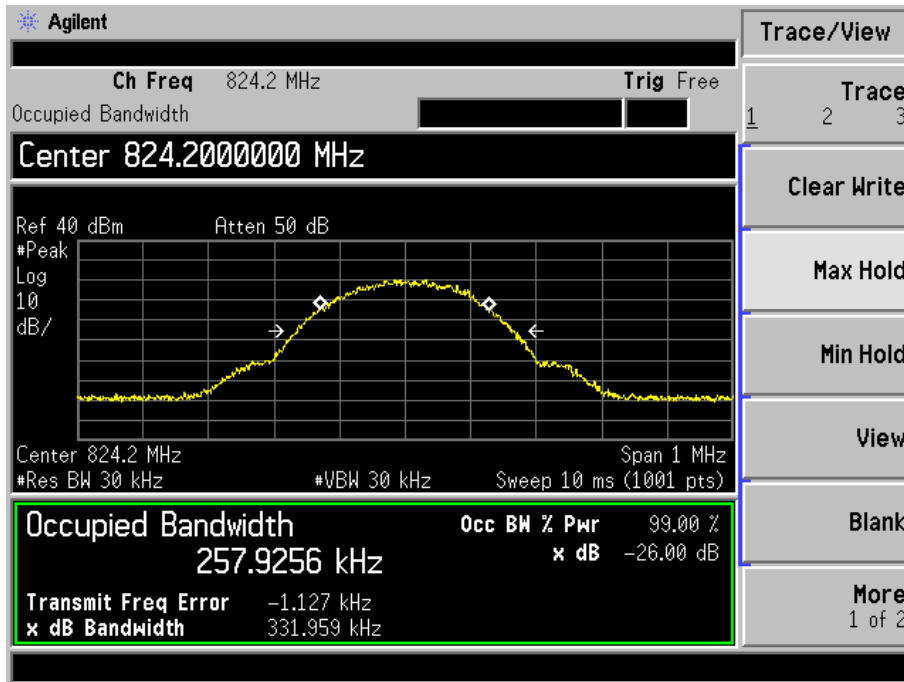 Agilent
Trace/View
Ch Freq 824.2 MHz Trig Free
Occupied Bandwidth
Trace
1 2 3
Center 824.2000000 MHz
Clear Write
Ref 40 dBm Atten 50 dB
#Peak
Log
10
dB/
Max Hold
Min Hold
View
Center 824.2 MHz Span 1 MHz
#Res BW 30 kHz #VBW 30 kHz Sweep 10 ms (1001 pts)
Occupied Bandwidth Occ BW % Pwr 99.00 %
257.9256 kHz x dB -26.00 dB
Blank
Transmit Freq Error -1.127 kHz
x dB Bandwidth 331.959 kHz
More
1 of 2